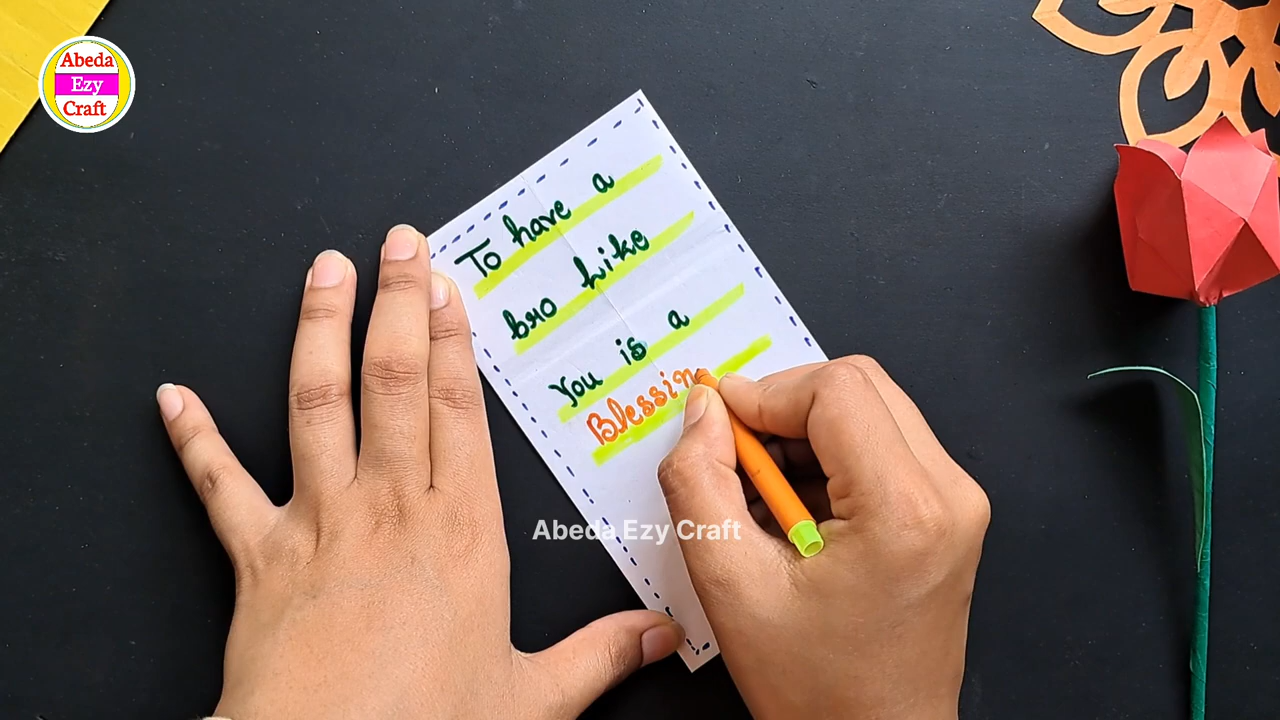 Abeda
Ezy
Craft
To have a
bro Like
You is a
Blessin
Abeda Ezy Craft